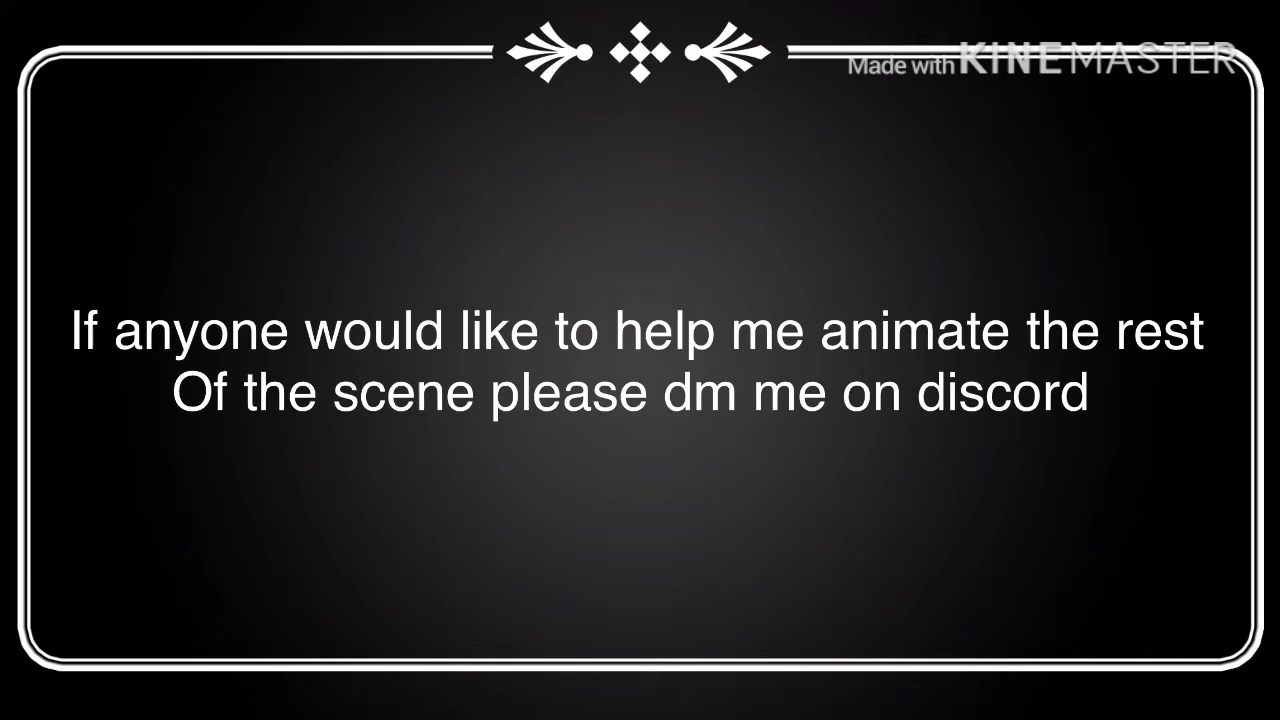 Made with KINEMASTER
If anyone would like to help me animate the rest
Of the scene please dm me on discord